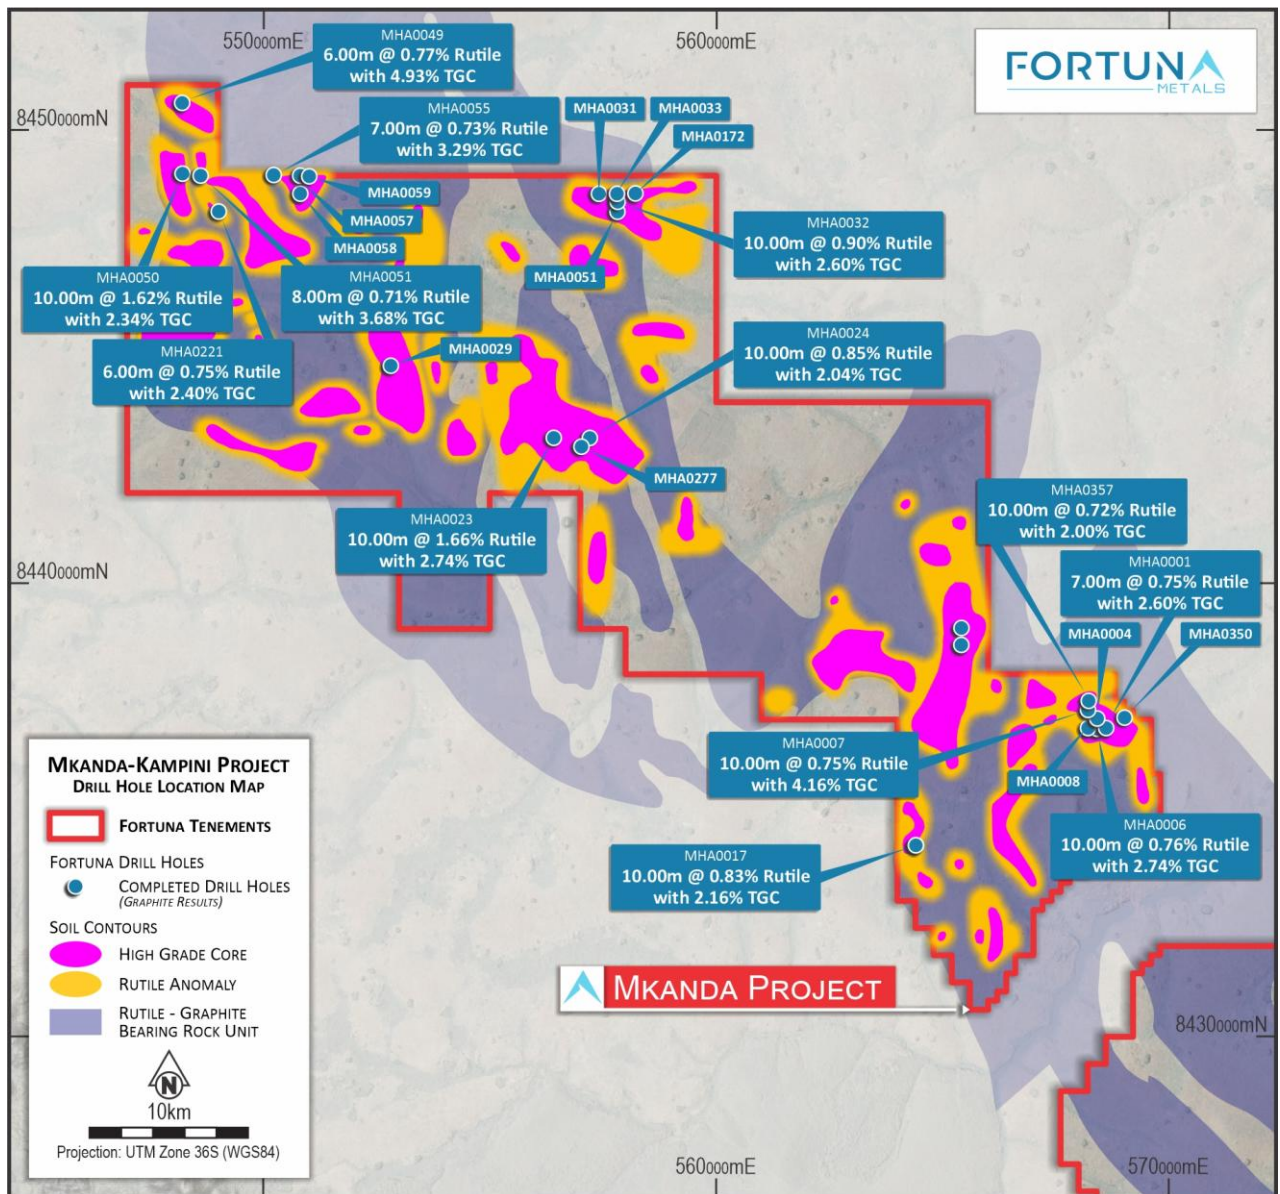 550000mE
560000mE
FORTUNA
METALS
8450000mN
MHA0049
6.00m @ 0.77% Rutile
with 4.93% TGC
MHA0055
7.00m @ 0.73% Rutile
with 3.29% TGC
MHA0031
MHA0033
MHA0172
MHA0059
MHA0057
MHA0058
MHA0032
10.00m @ 0.90% Rutile
with 2.60% TGC
MHA0051
MHA0050
10.00m @ 1.62% Rutile
with 2.34% TGC
MHA0051
8.00m @ 0.71% Rutile
with 3.68% TGC
MHA0221
6.00m @ 0.75% Rutile
with 2.40% TGC
MHA0029
MHA0024
10.00m @ 0.85% Rutile
with 2.04% TGC
MHA0277
MHA0023
10.00m @ 1.66% Rutile
with 2.74% TGC
MHA0357
10.00m @ 0.72% Rutile
with 2.00% TGC
8440000mN
MHA0001
7.00m @ 0.75% Rutile
with 2.60% TGC
MHA0004
MHA0350
MHA0007
10.00m @ 0.75% Rutile
with 4.16% TGC
MHA0008
MHA0006
10.00m @ 0.76% Rutile
with 2.74% TGC
MHA0017
10.00m @ 0.83% Rutile
with 2.16% TGC
MKANDA PROJECT
8430000mN
560000mE
570000mE
MKANDA-KAMPINI PROJECT
DRILL HOLE LOCATION MAP
FORTUNA TENEMENTS
FORTUNA DRILL HOLES
COMPLETED DRILL HOLES
(GRAPHITE RESULTS)
SOIL CONTOURS
HIGH GRADE CORE
RUTILE ANOMALY
RUTILE - GRAPHITE
BEARING ROCK UNIT
N
10km
Projection: UTM Zone 36S (WGS84)